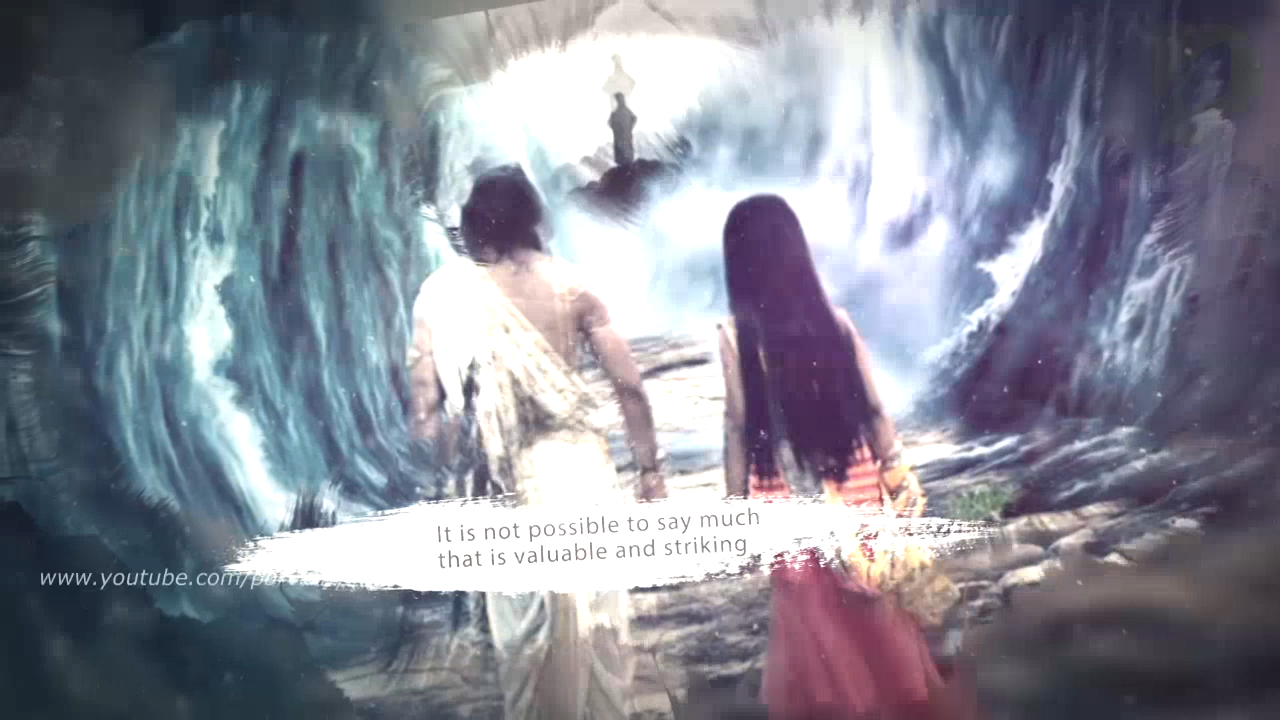 It is not possible to say much
that is valuable and striking
www.youtube.com/